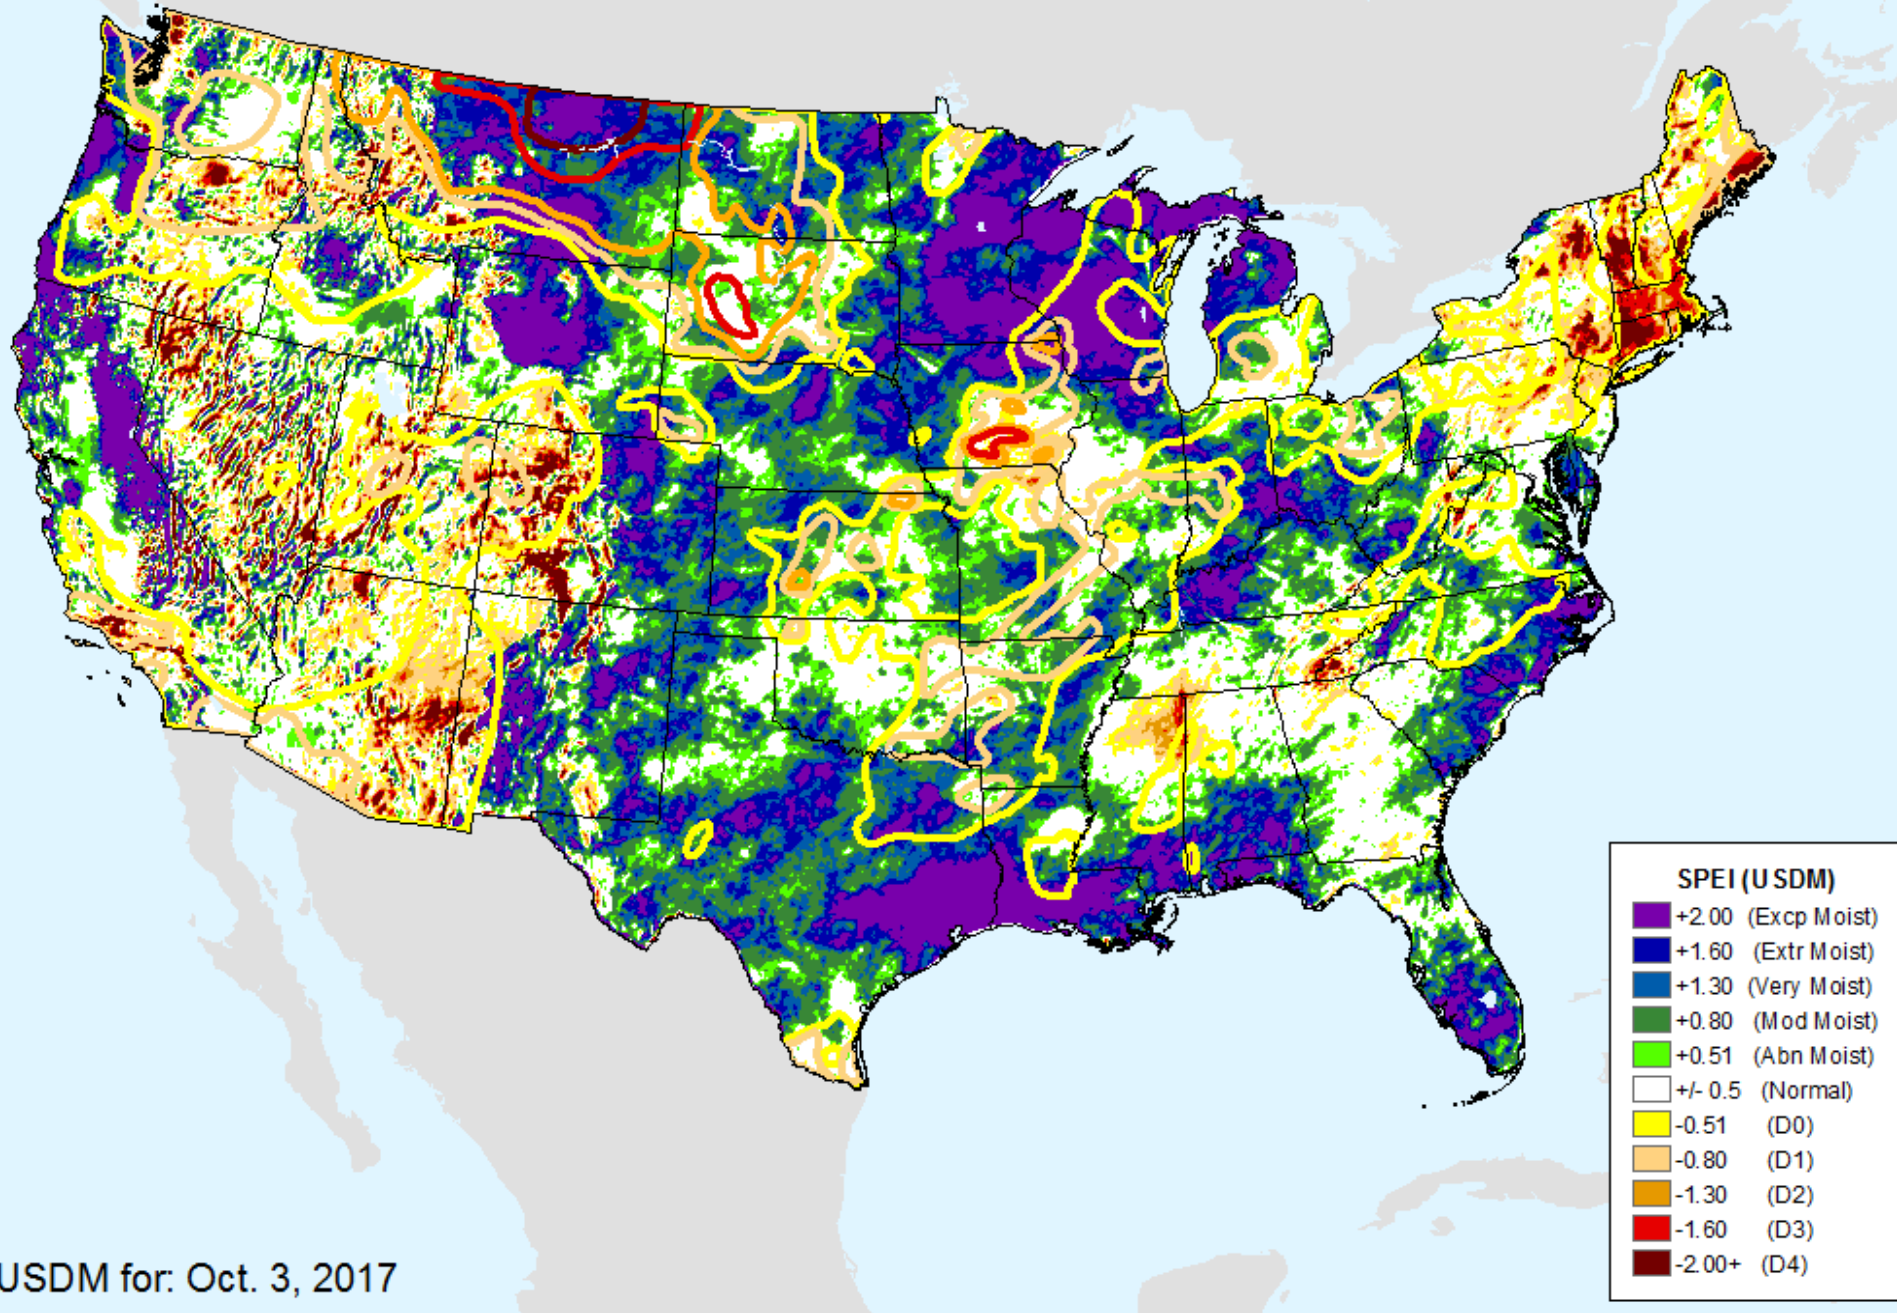 SPEI (USDM)
+2.00 (Excp Moist)
+1.60 (Extr Moist)
+1.30 (Very Moist)
+0.80 (Mod Moist)
+0.51 (Abn Moist)
+/- 0.5 (Normal)
-0.51 (D0)
-0.80 (D1)
-1.30 (D2)
-1.60 (D3)
-2.00+ (D4)
USDM for: Oct. 3, 2017